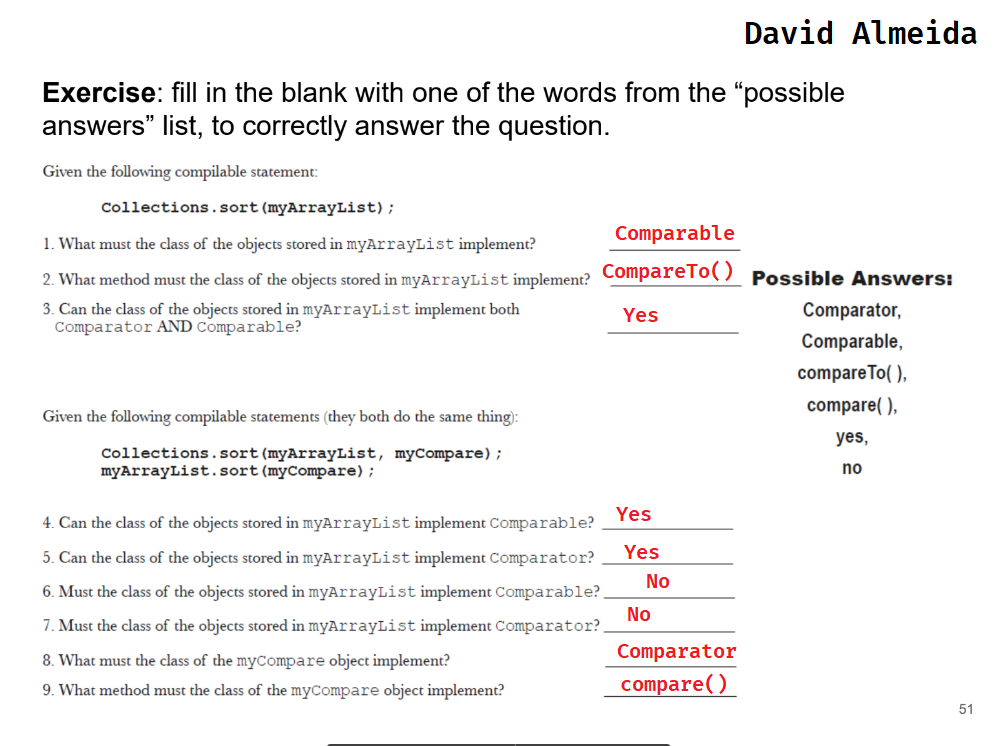 David Almeida
Exercise: fill in the blank with one of the words from the “possible
answers” list, to correctly answer the question.
Given the following compilable statement:
Collections.sort(myArrayList);
1. What must the class of the objects stored in myArrayList implement? Comparable
2. What method must the class of the objects stored in myArrayList implement? CompareTo()
3. Can the class of the objects stored in myArrayList implement both
Comparator AND Comparable? Yes
Possible Answers:
Comparator,
Comparable,
compareTo( ),
compare( ),
yes,
no
Given the following compilable statements (they both do the same thing):
Collections.sort(myArrayList, myCompare);
myArrayList.sort(myCompare);
4. Can the class of the objects stored in myArrayList implement Comparable? Yes
5. Can the class of the objects stored in myArrayList implement Comparator? Yes
6. Must the class of the objects stored in myArrayList implement Comparable? No
7. Must the class of the objects stored in myArrayList implement Comparator? No
8. What must the class of the myCompare object implement? Comparator
9. What method must the class of the myCompare object implement? compare()
51